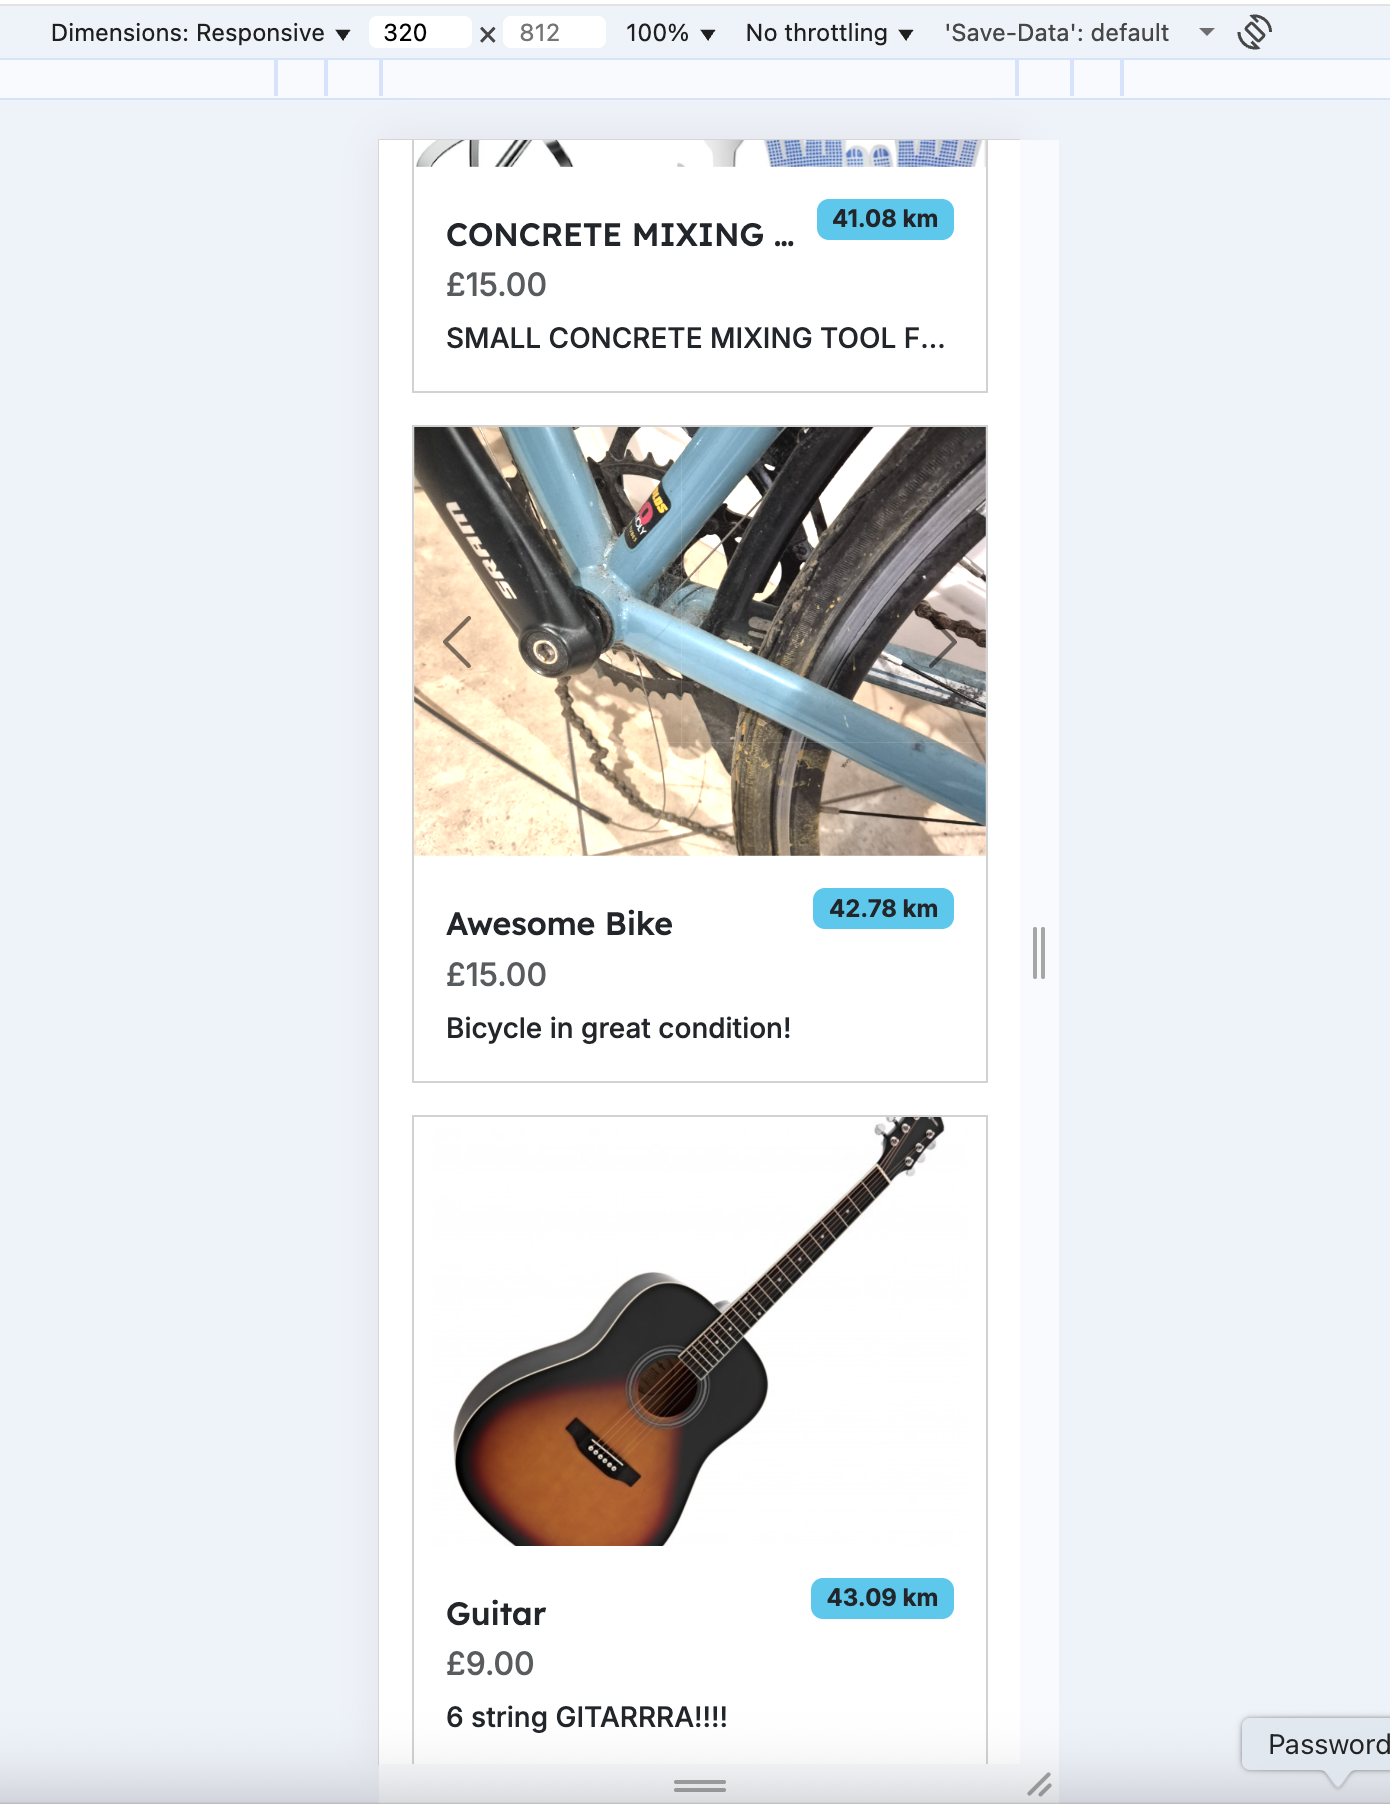 Dimensions: Responsive ▼ 320 × 812 100% ▼ No throttling ▼ 'Save-Data': default
CONCRETE MIXING ...
41.08 km
£15.00
SMALL CONCRETE MIXING TOOL F...
SRAM
Awesome Bike
42.78 km
£15.00
Bicycle in great condition!
Guitar
43.09 km
£9.00
6 string GITARRRA!!!!
Password